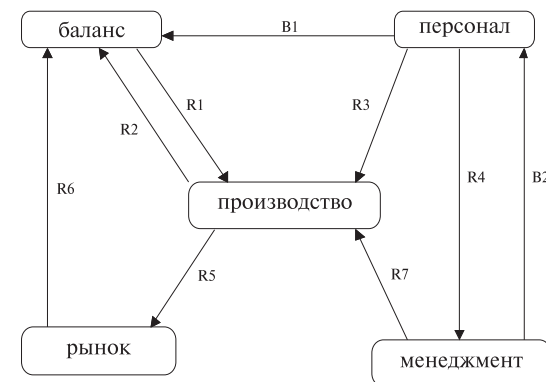 баланс
B1
персонал
R1
R2
R3
R6
R4
B2
производство
R5
R7
рынок
менеджмент